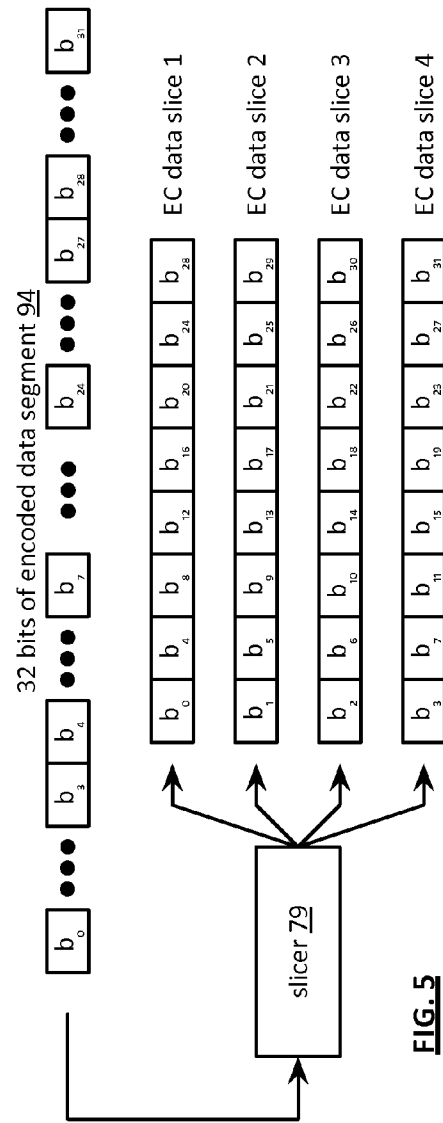 32 bits of encoded data segment 94
b0 ●●● b3 b4 ●●● b7 ●●● b24 ●●● b27 b28 ●●● b31
slicer 79
b0 b4 b8 b12 b16 b20 b24 b28 EC data slice 1
b1 b5 b9 b13 b17 b21 b25 b29 EC data slice 2
b2 b6 b10 b14 b18 b22 b26 b30 EC data slice 3
b3 b7 b11 b15 b19 b23 b27 b31 EC data slice 4
FIG. 5